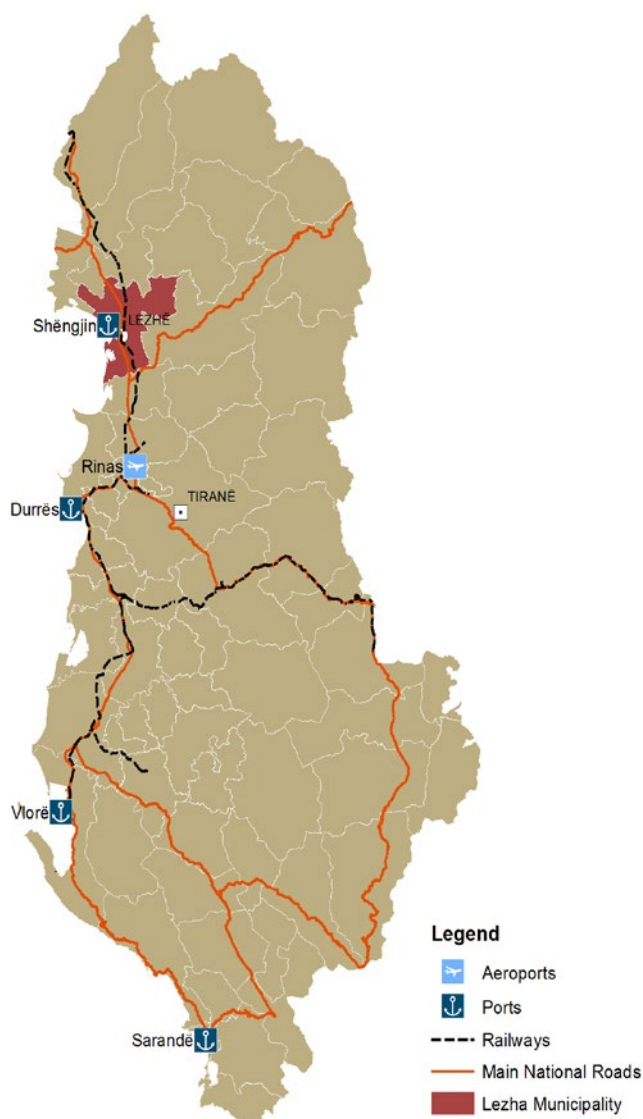 LEZHË
Shëngjin
Rinas
TIRANË
Durrës
Vlorë
Sarandë
Legend
Aeroports
Ports
Railways
Main National Roads
Lezha Municipality